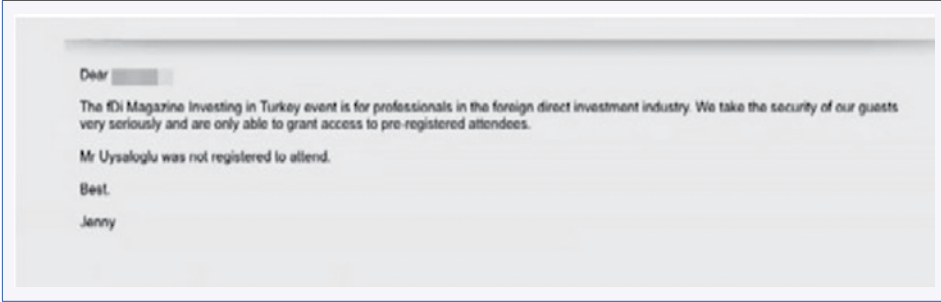 Dear
The fDi Magazine Investing in Turkey event is for professionals in the foreign direct investment industry. We take the security of our guests
very seriously and are only able to grant access to pre-registered attendees.
Mr Uysaloglu was not registered to attend.
Best.
Jenny